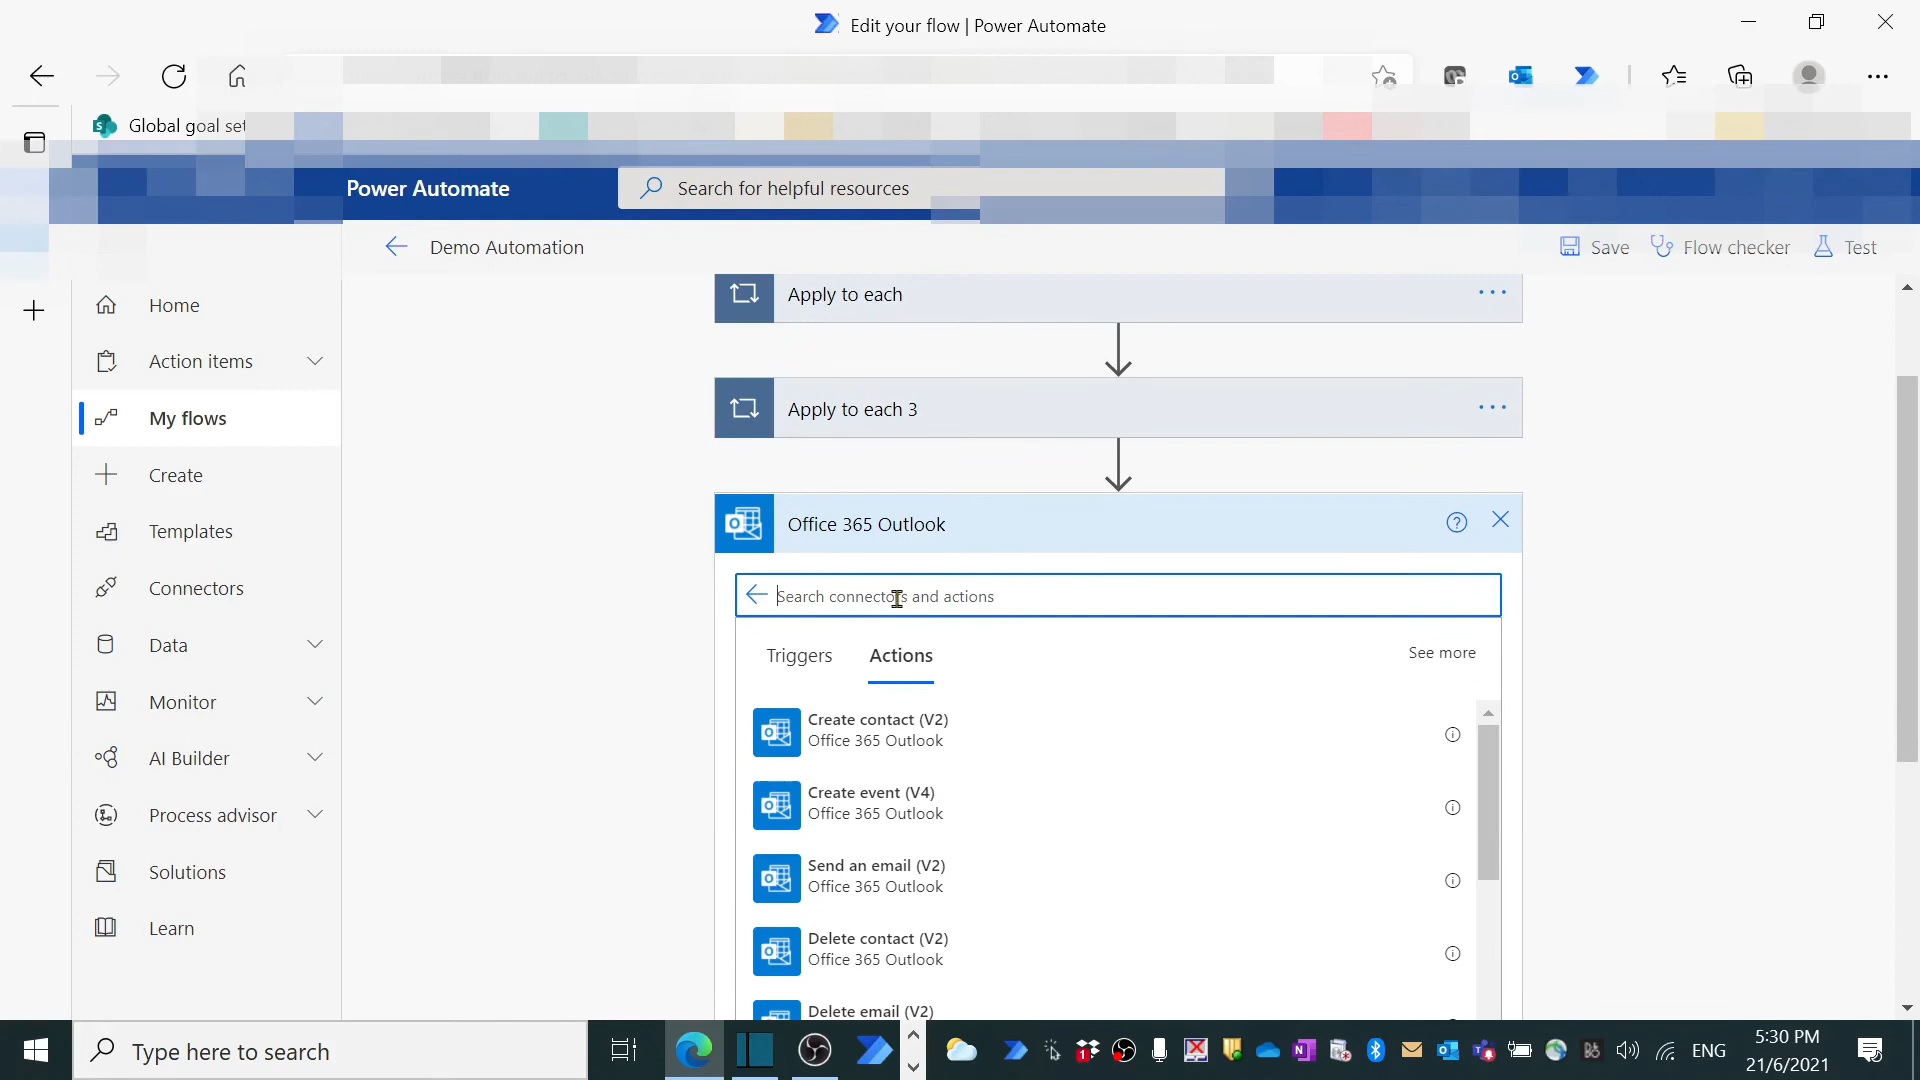 Edit your flow | Power Automate
Global goal set
Power Automate
Search for helpful resources
Demo Automation
Save
Flow checker
Test
Home
Action items
My flows
Create
Templates
Connectors
Data
Monitor
AI Builder
Process advisor
Solutions
Learn
Apply to each
Apply to each 3
Office 365 Outlook
Search connectors and actions
Triggers
Actions
See more
Create contact (V2)
Office 365 Outlook
Create event (V4)
Office 365 Outlook
Send an email (V2)
Office 365 Outlook
Delete contact (V2)
Office 365 Outlook
Delete email (V2)
Type here to search
ENG
5:30 PM
21/6/2021